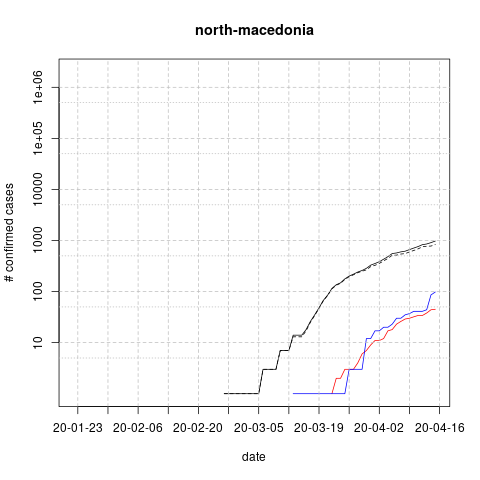 north-macedonia
# confirmed cases
1e+06
1e+05
10000
1000
100
10
20-01-23 20-02-06 20-02-20 20-03-05 20-03-19 20-04-02 20-04-16
date